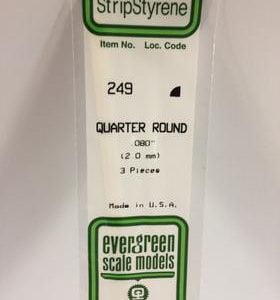 StripStyrene
Item No. Loc. Code
249
QUARTER ROUND
.080"
(2.0 mm)
3 Pieces
Made in U.S.A.
evergreen
scale models